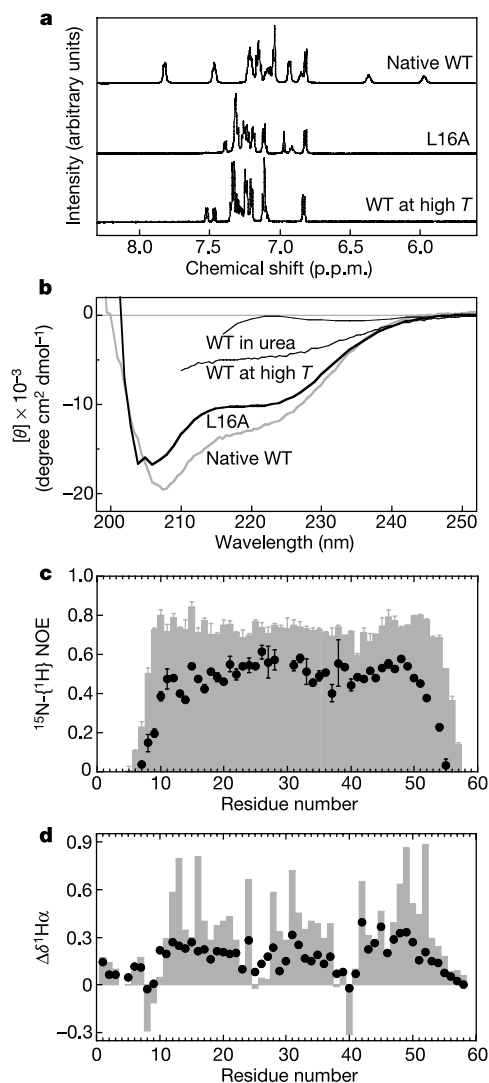 a
Intensity (arbitrary units)
Native WT
L16A
WT at high T
8.0 7.5 7.0 6.5 6.0
Chemical shift (p.p.m.)
b
[θ] × 10⁻³
(degree cm² dmol⁻¹)
0
−10
−20
WT in urea
WT at high T
L16A
Native WT
200 210 220 230 240 250
Wavelength (nm)
c
¹⁵N-{¹H} NOE
1.0
0.8
0.6
0.4
0.2
0
0 10 20 30 40 50 60
Residue number
d
Δδ¹Hα
0.9
0.6
0.3
0
−0.3
0 10 20 30 40 50 60
Residue number